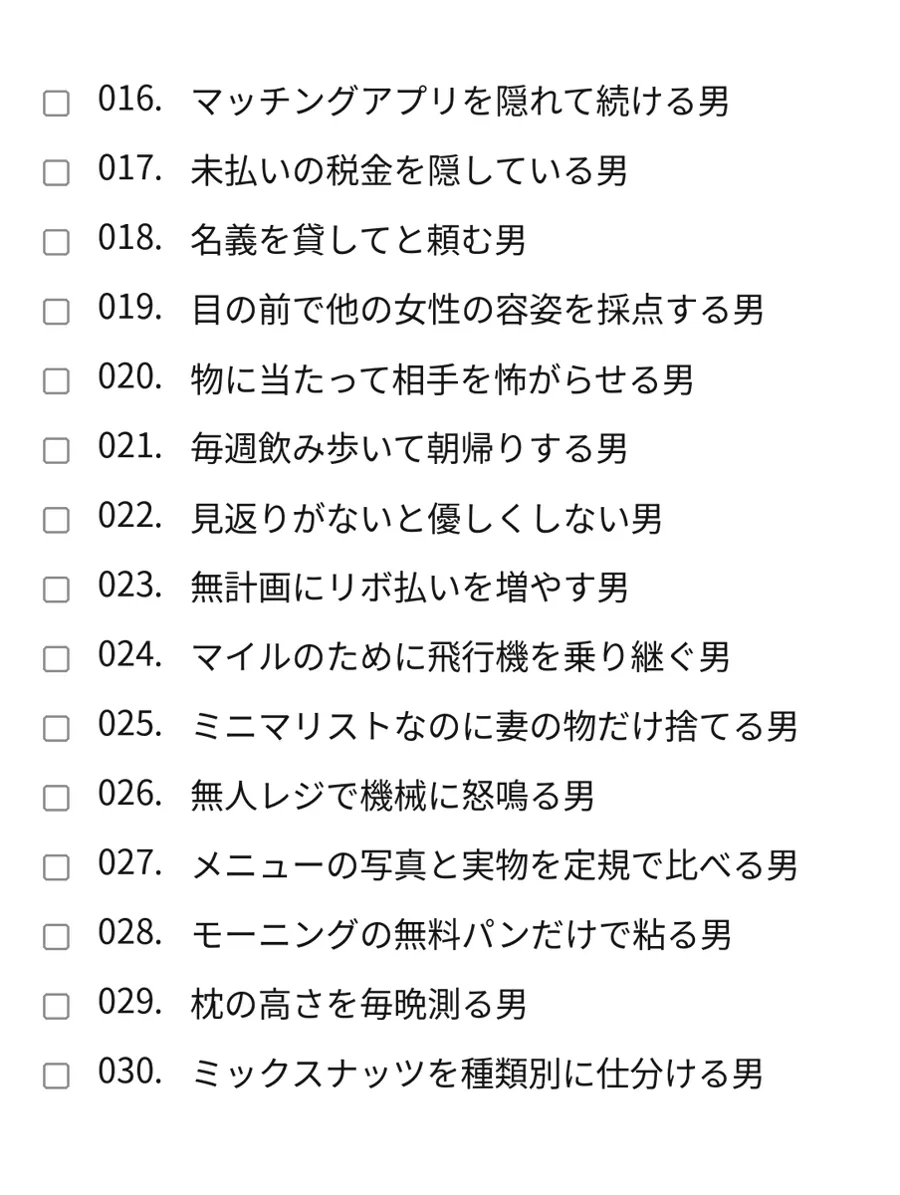 016. マッチングアプリを隠れて続ける男
017. 未払いの税金を隠している男
018. 名義を貸してと頼む男
019. 目の前で他の女性の容姿を採点する男
020. 物に当たって相手を怖がらせる男
021. 毎週飲み歩いて朝帰りする男
022. 見返りがないと優しくしない男
023. 無計画にリボ払いを増やす男
024. マイルのために飛行機を乗り継ぐ男
025. ミニマリストなのに妻の物だけ捨てる男
026. 無人レジで機械に怒鳴る男
027. メニューの写真と実物を定規で比べる男
028. モーニングの無料パンだけで粘る男
029. 枕の高さを毎晩測る男
030. ミックスナッツを種類別に仕分ける男